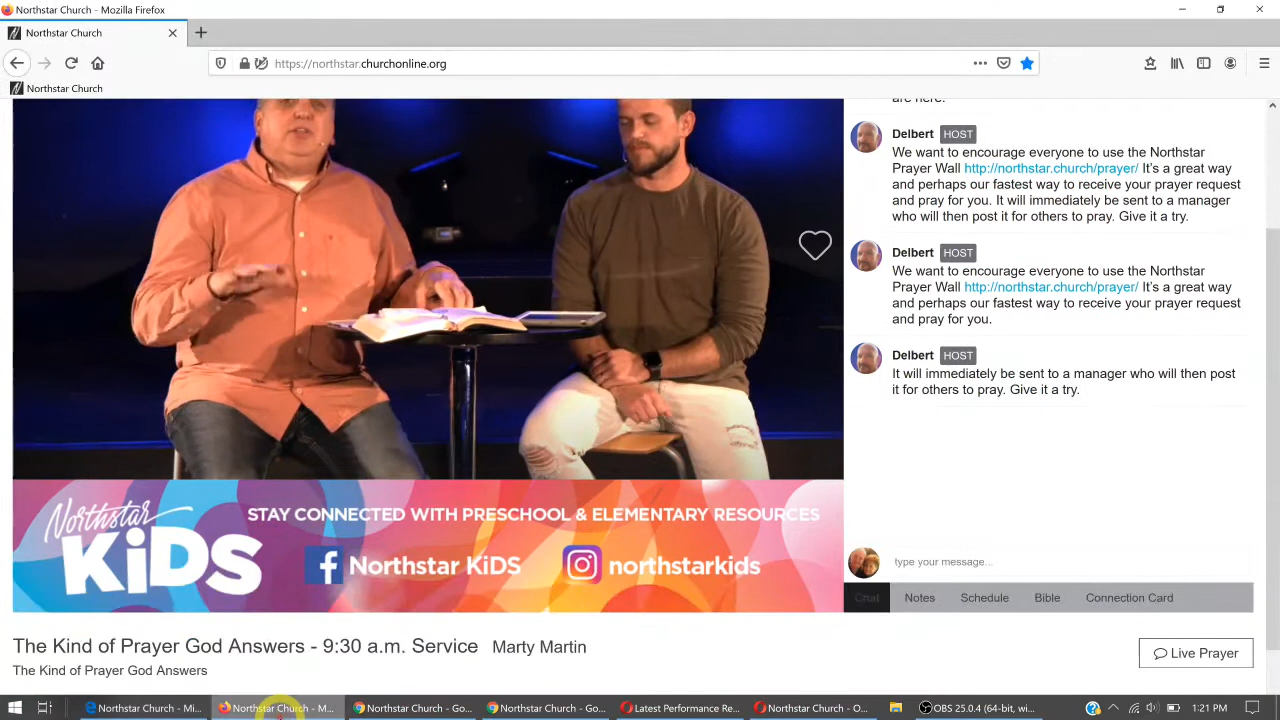 Northstar Church - Mozilla Firefox
Northstar Church
https://northstar.churchonline.org
Northstar Church
are here.
Delbert HOST
We want to encourage everyone to use the Northstar
Prayer Wall http://northstar.church/prayer/ It's a great way
and perhaps our fastest way to receive your prayer request
and pray for you. It will immediately be sent to a manager
who will then post it for others to pray. Give it a try.
Delbert HOST
We want to encourage everyone to use the Northstar
Prayer Wall http://northstar.church/prayer/ It's a great way
and perhaps our fastest way to receive your prayer request
and pray for you.
Delbert HOST
It will immediately be sent to a manager who will then post
it for others to pray. Give it a try.
Northstar
KiDS
STAY CONNECTED WITH PRESCHOOL & ELEMENTARY RESOURCES
f Northstar KiDS northstarkids
type your message...
Chat Notes Schedule Bible Connection Card
The Kind of Prayer God Answers - 9:30 a.m. Service Marty Martin
The Kind of Prayer God Answers
Live Prayer
Northstar Church - Mi... Northstar Church - M... Northstar Church - Go... Northstar Church - Go... Latest Performance Re... Northstar Church - O... OBS 25.0.4 (64-bit, wi... 1:21 PM